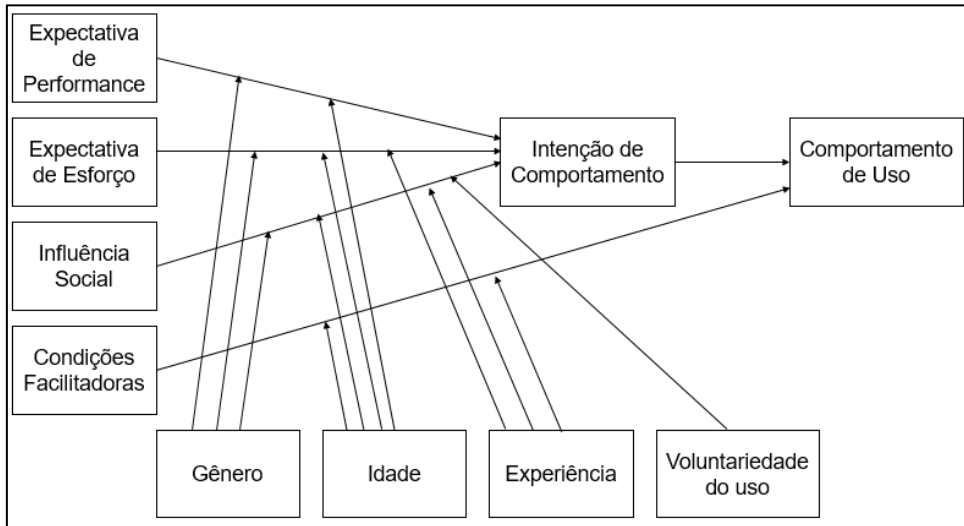 Expectativa
de
Performance
Expectativa
de Esforço
Influência
Social
Condições
Facilitadoras
Intenção de
Comportamento
Comportamento
de Uso
Gênero
Idade
Experiência
Voluntariedade
do uso